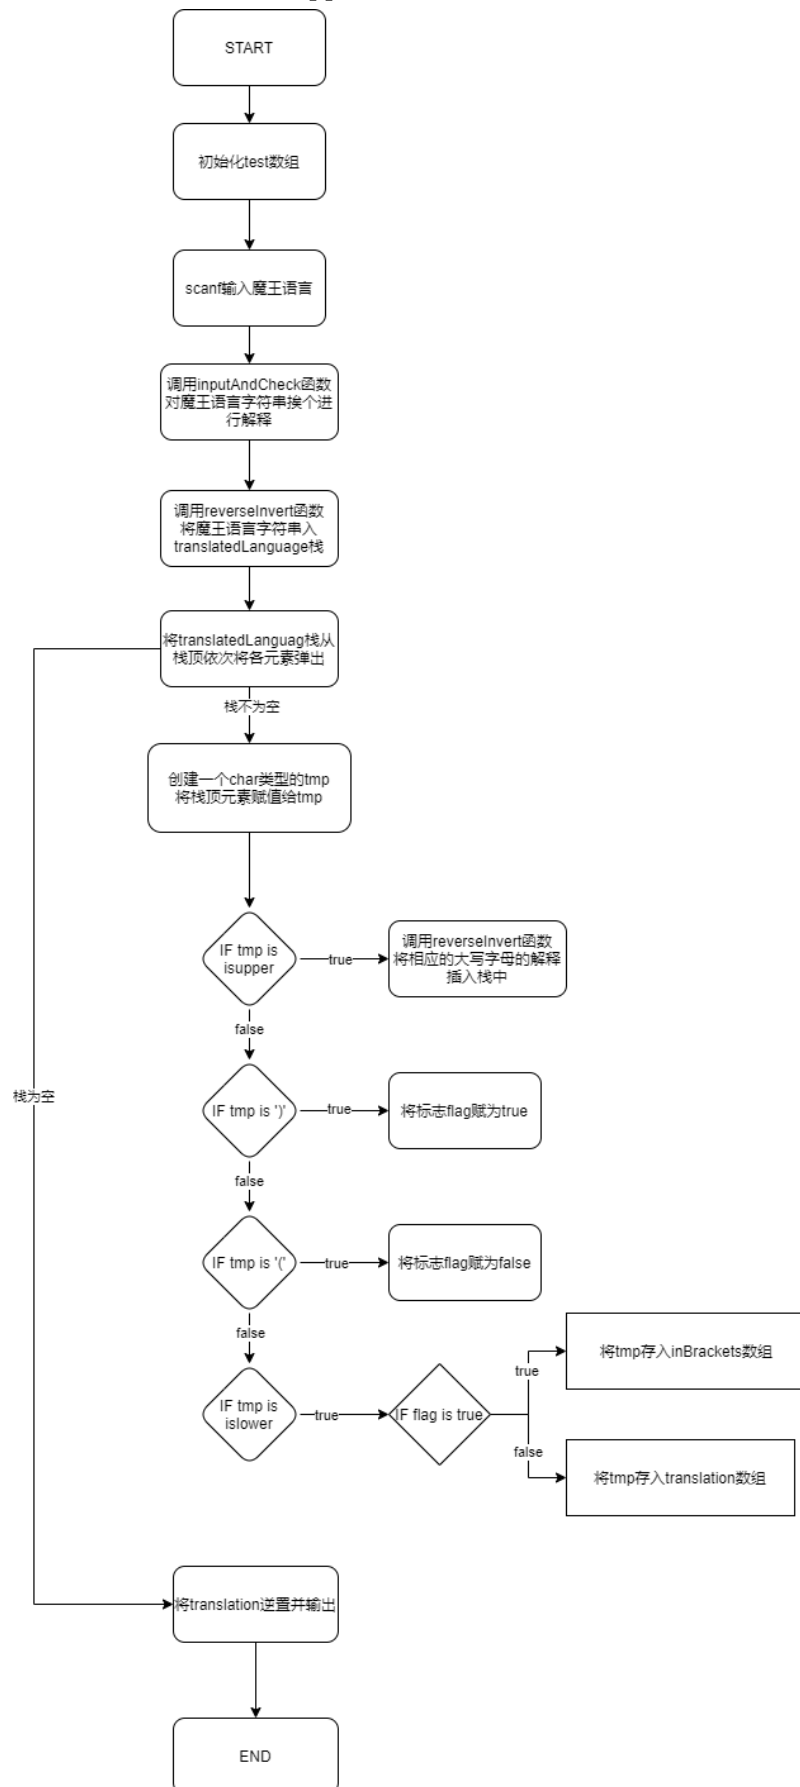 START
初始化test数组
scanf输入魔王语言
调用inputAndCheck函数
对魔王语言字符串挨个进
行解释
调用reverseInvert函数
将魔王语言字符串入
translatedLanguage栈
将translatedLanguag栈从
栈顶依次将各元素弹出
栈不为空
创建一个char类型的tmp
将栈顶元素赋值给tmp
IF tmp is
isupper
true
调用reverseInvert函数
将相应的大写字母的解释
插入栈中
false
栈为空
IF tmp is ')'
true
将标志flag赋为true
false
IF tmp is '('
true
将标志flag赋为false
false
IF tmp is
islower
true
IF flag is true
true
将tmp存入inBrackets数组
false
将tmp存入translation数组
将translation逆置并输出
END